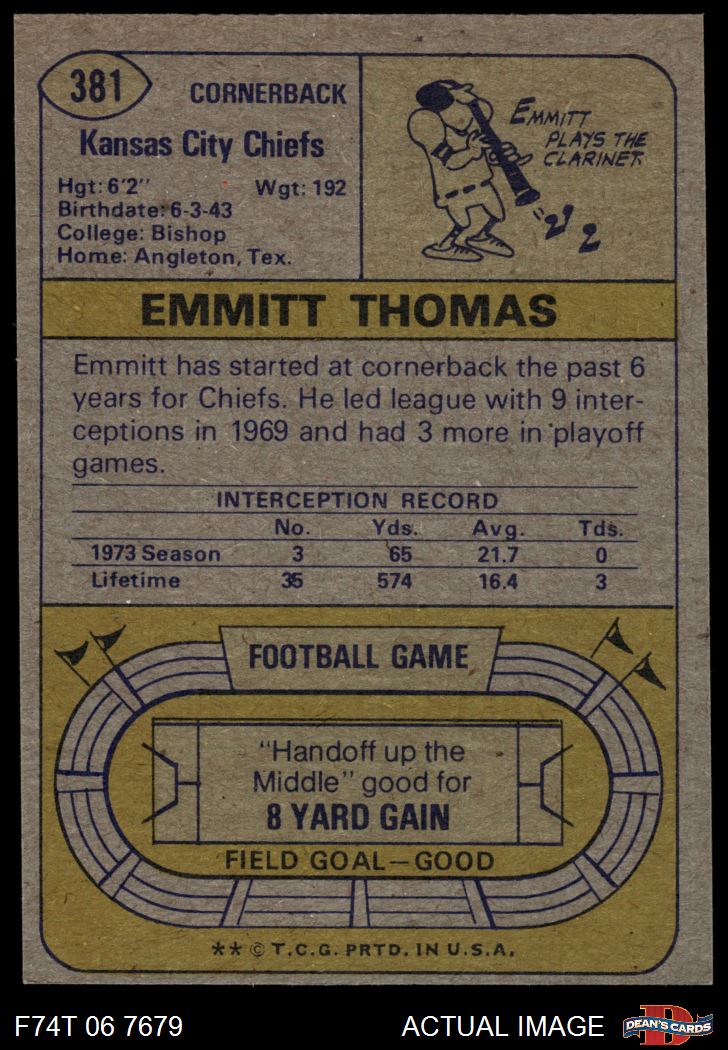 381
CORNERBACK
Kansas City Chiefs
Hgt: 6'2" Wgt: 192
Birthdate: 6-3-43
College: Bishop
Home: Angleton, Tex.
EMMITT
PLAYS THE
CLARINET.
EMMITT THOMAS
Emmitt has started at cornerback the past 6
years for Chiefs. He led league with 9 inter-
ceptions in 1969 and had 3 more in playoff
games.
INTERCEPTION RECORD
No. Yds. Avg. Tds.
1973 Season 3 65 21.7 0
Lifetime 35 574 16.4 3
FOOTBALL GAME
"Handoff up the
Middle" good for
8 YARD GAIN
FIELD GOAL—GOOD
** © T.C.G. PRTD. IN U.S.A.
F74T 06 7679 ACTUAL IMAGE
DEAN'S CARDS